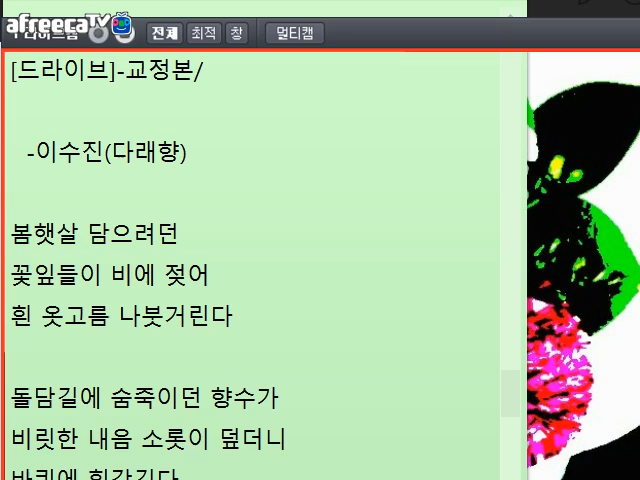 afreecaTV
전체 최적 창 멀티캠
[드라이브]-교정본/
-이수진(다래향)
봄햇살 담으려던
꽃잎들이 비에 젖어
흰 옷고름 나붓거린다
돌담길에 숨죽이던 향수가
비릿한 내음 소롯이 덮더니